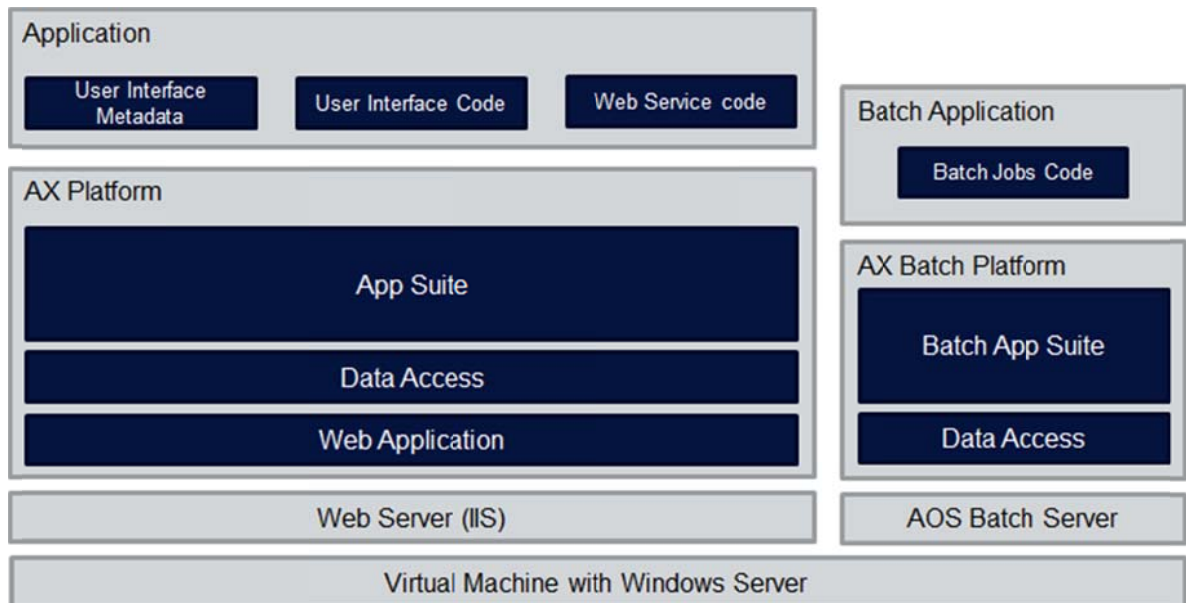 Application
User Interface
Metadata
User Interface Code
Web Service code
AX Platform
App Suite
Data Access
Web Application
Web Server (IIS)
Batch Application
Batch Jobs Code
AX Batch Platform
Batch App Suite
Data Access
AOS Batch Server
Virtual Machine with Windows Server